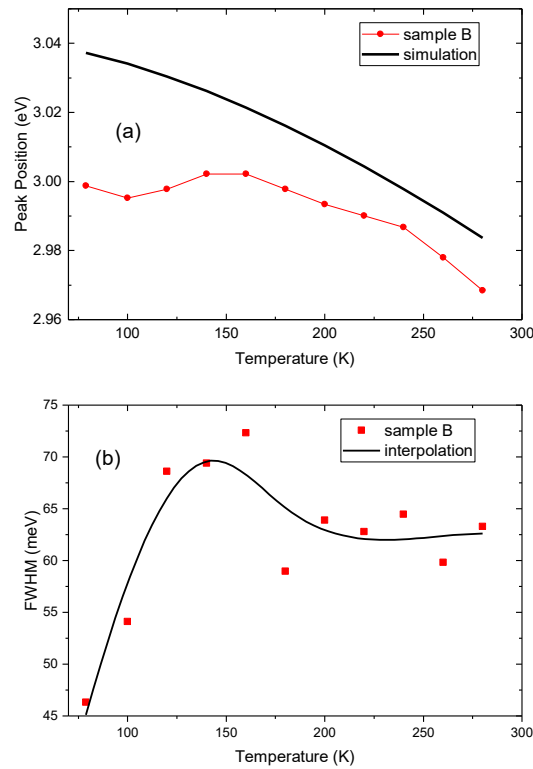 3.04
3.02
3.00
2.98
2.96
Peak Position (eV)
(a)
sample B
simulation
100
150
200
250
300
Temperature (K)
75
70
65
60
55
50
45
FWHM (meV)
(b)
sample B
interpolation
100
150
200
250
300
Temperature (K)